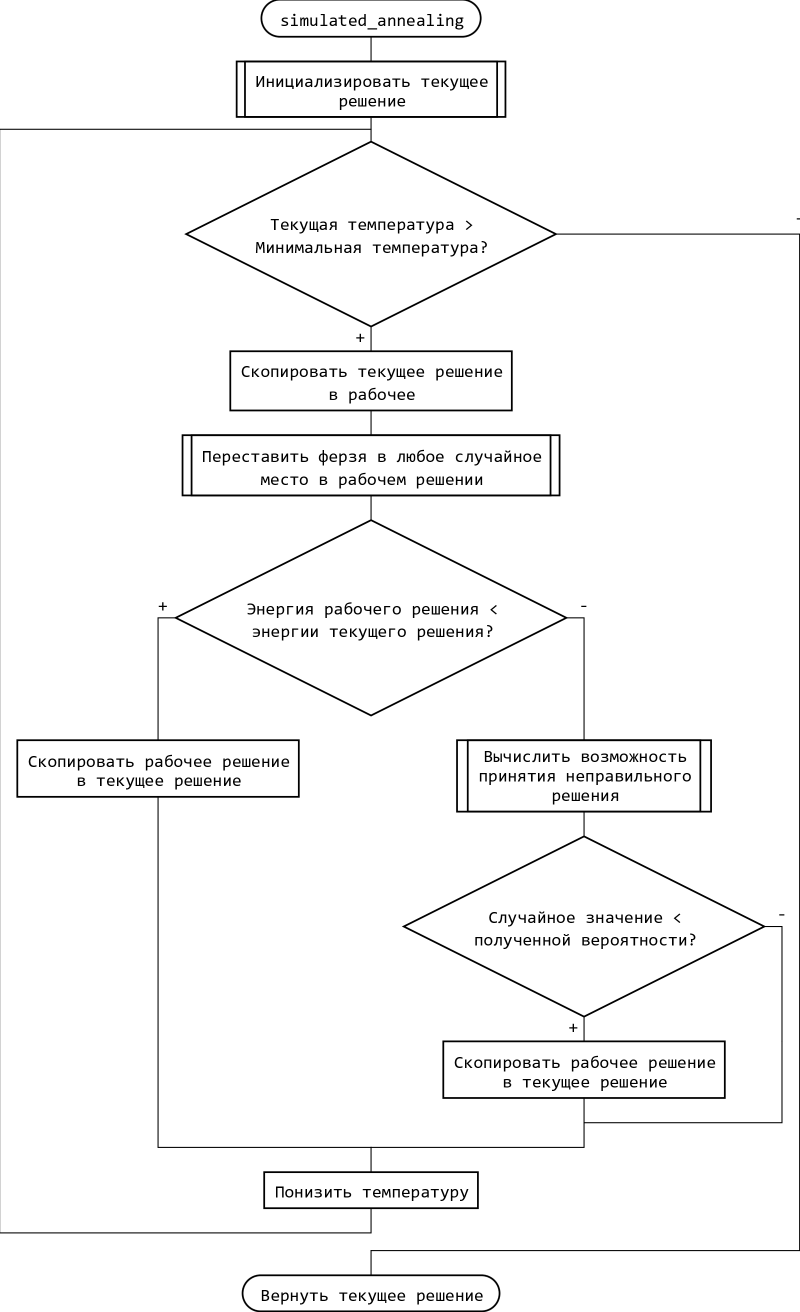 simulated_annealing
Инициализировать текущее
решение
Текущая температура >
Минимальная температура?
-
+
Скопировать текущее решение
в рабочее
Переставить ферзя в любое случайное
место в рабочем решении
Энергия рабочего решения <
энергии текущего решения?
+
-
Скопировать рабочее решение
в текущее решение
Вычислить возможность
принятия неправильного
решения
Случайное значение <
полученной вероятности?
-
+
Скопировать рабочее решение
в текущее решение
Понизить температуру
Вернуть текущее решение